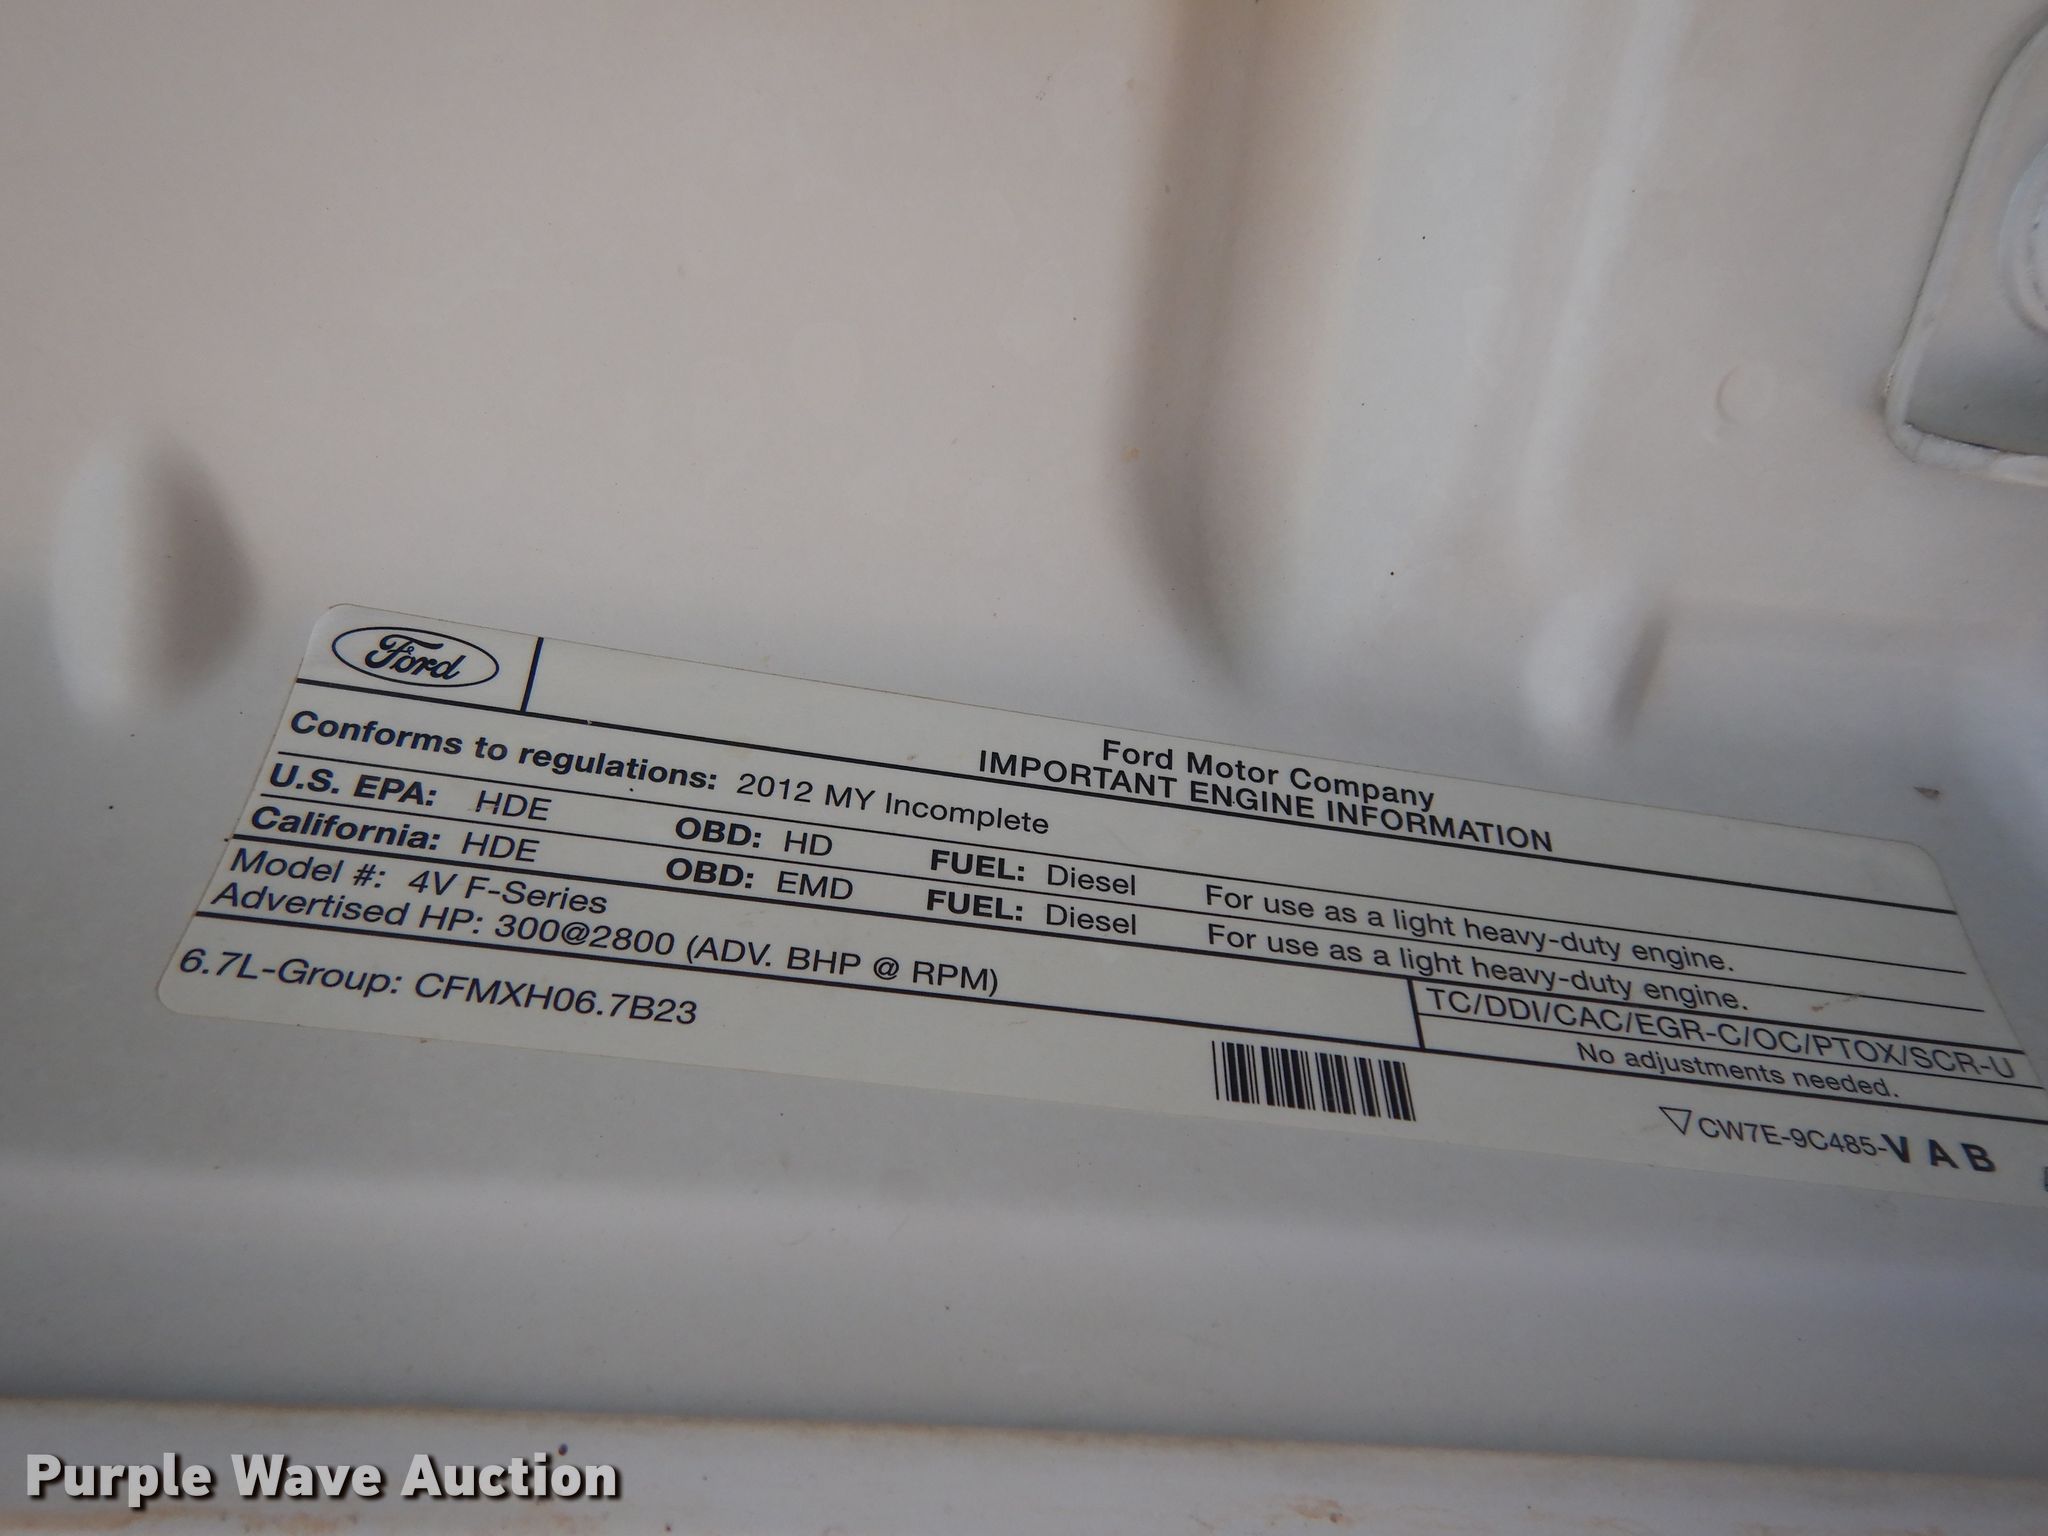 Ford
Ford Motor Company
IMPORTANT ENGINE INFORMATION
Conforms to regulations: 2012 MY Incomplete
U.S. EPA: HDE OBD: HD FUEL: Diesel For use as a light heavy-duty engine.
California: HDE OBD: EMD FUEL: Diesel For use as a light heavy-duty engine.
Model #: 4V F-Series
Advertised HP: 300@2800 (ADV. BHP @ RPM)
TC/DDI/CAC/EGR-C/OC/PTOX/SCR-U
No adjustments needed.
6.7L-Group: CFMXH06.7B23
CW7E-9C485-VAB
Purple Wave Auction